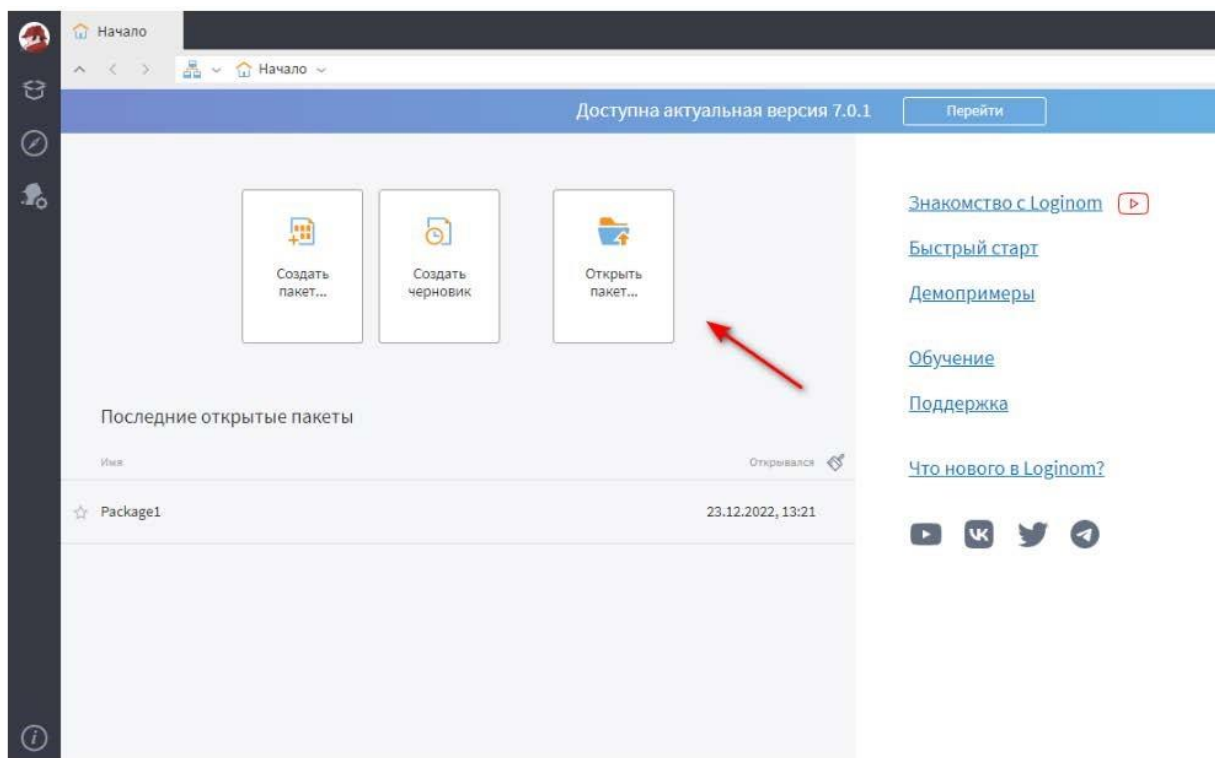 Начало
Начало
Доступна актуальная версия 7.0.1 Перейти
Создать
пакет...
Создать
черновик
Открыть
пакет...
Последние открытые пакеты
Имя Открывался
Package1 23.12.2022, 13:21
Знакомство с Loginom
Быстрый старт
Демопримеры
Обучение
Поддержка
Что нового в Loginom?